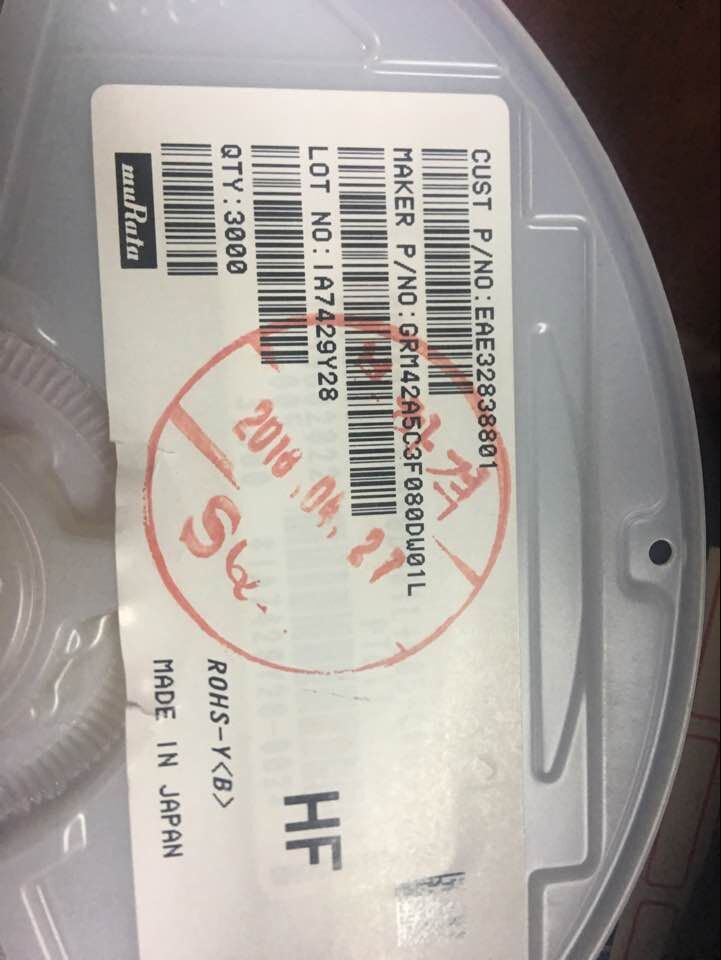 CUST P/NO:EAE32838801
MAKER P/NO:GRM42A5C3F080DW01L
LOT NO:IA7429Y28
QTY:3000
muRata
2018.04.27
ROHS-Y<B>
MADE IN JAPAN
HF